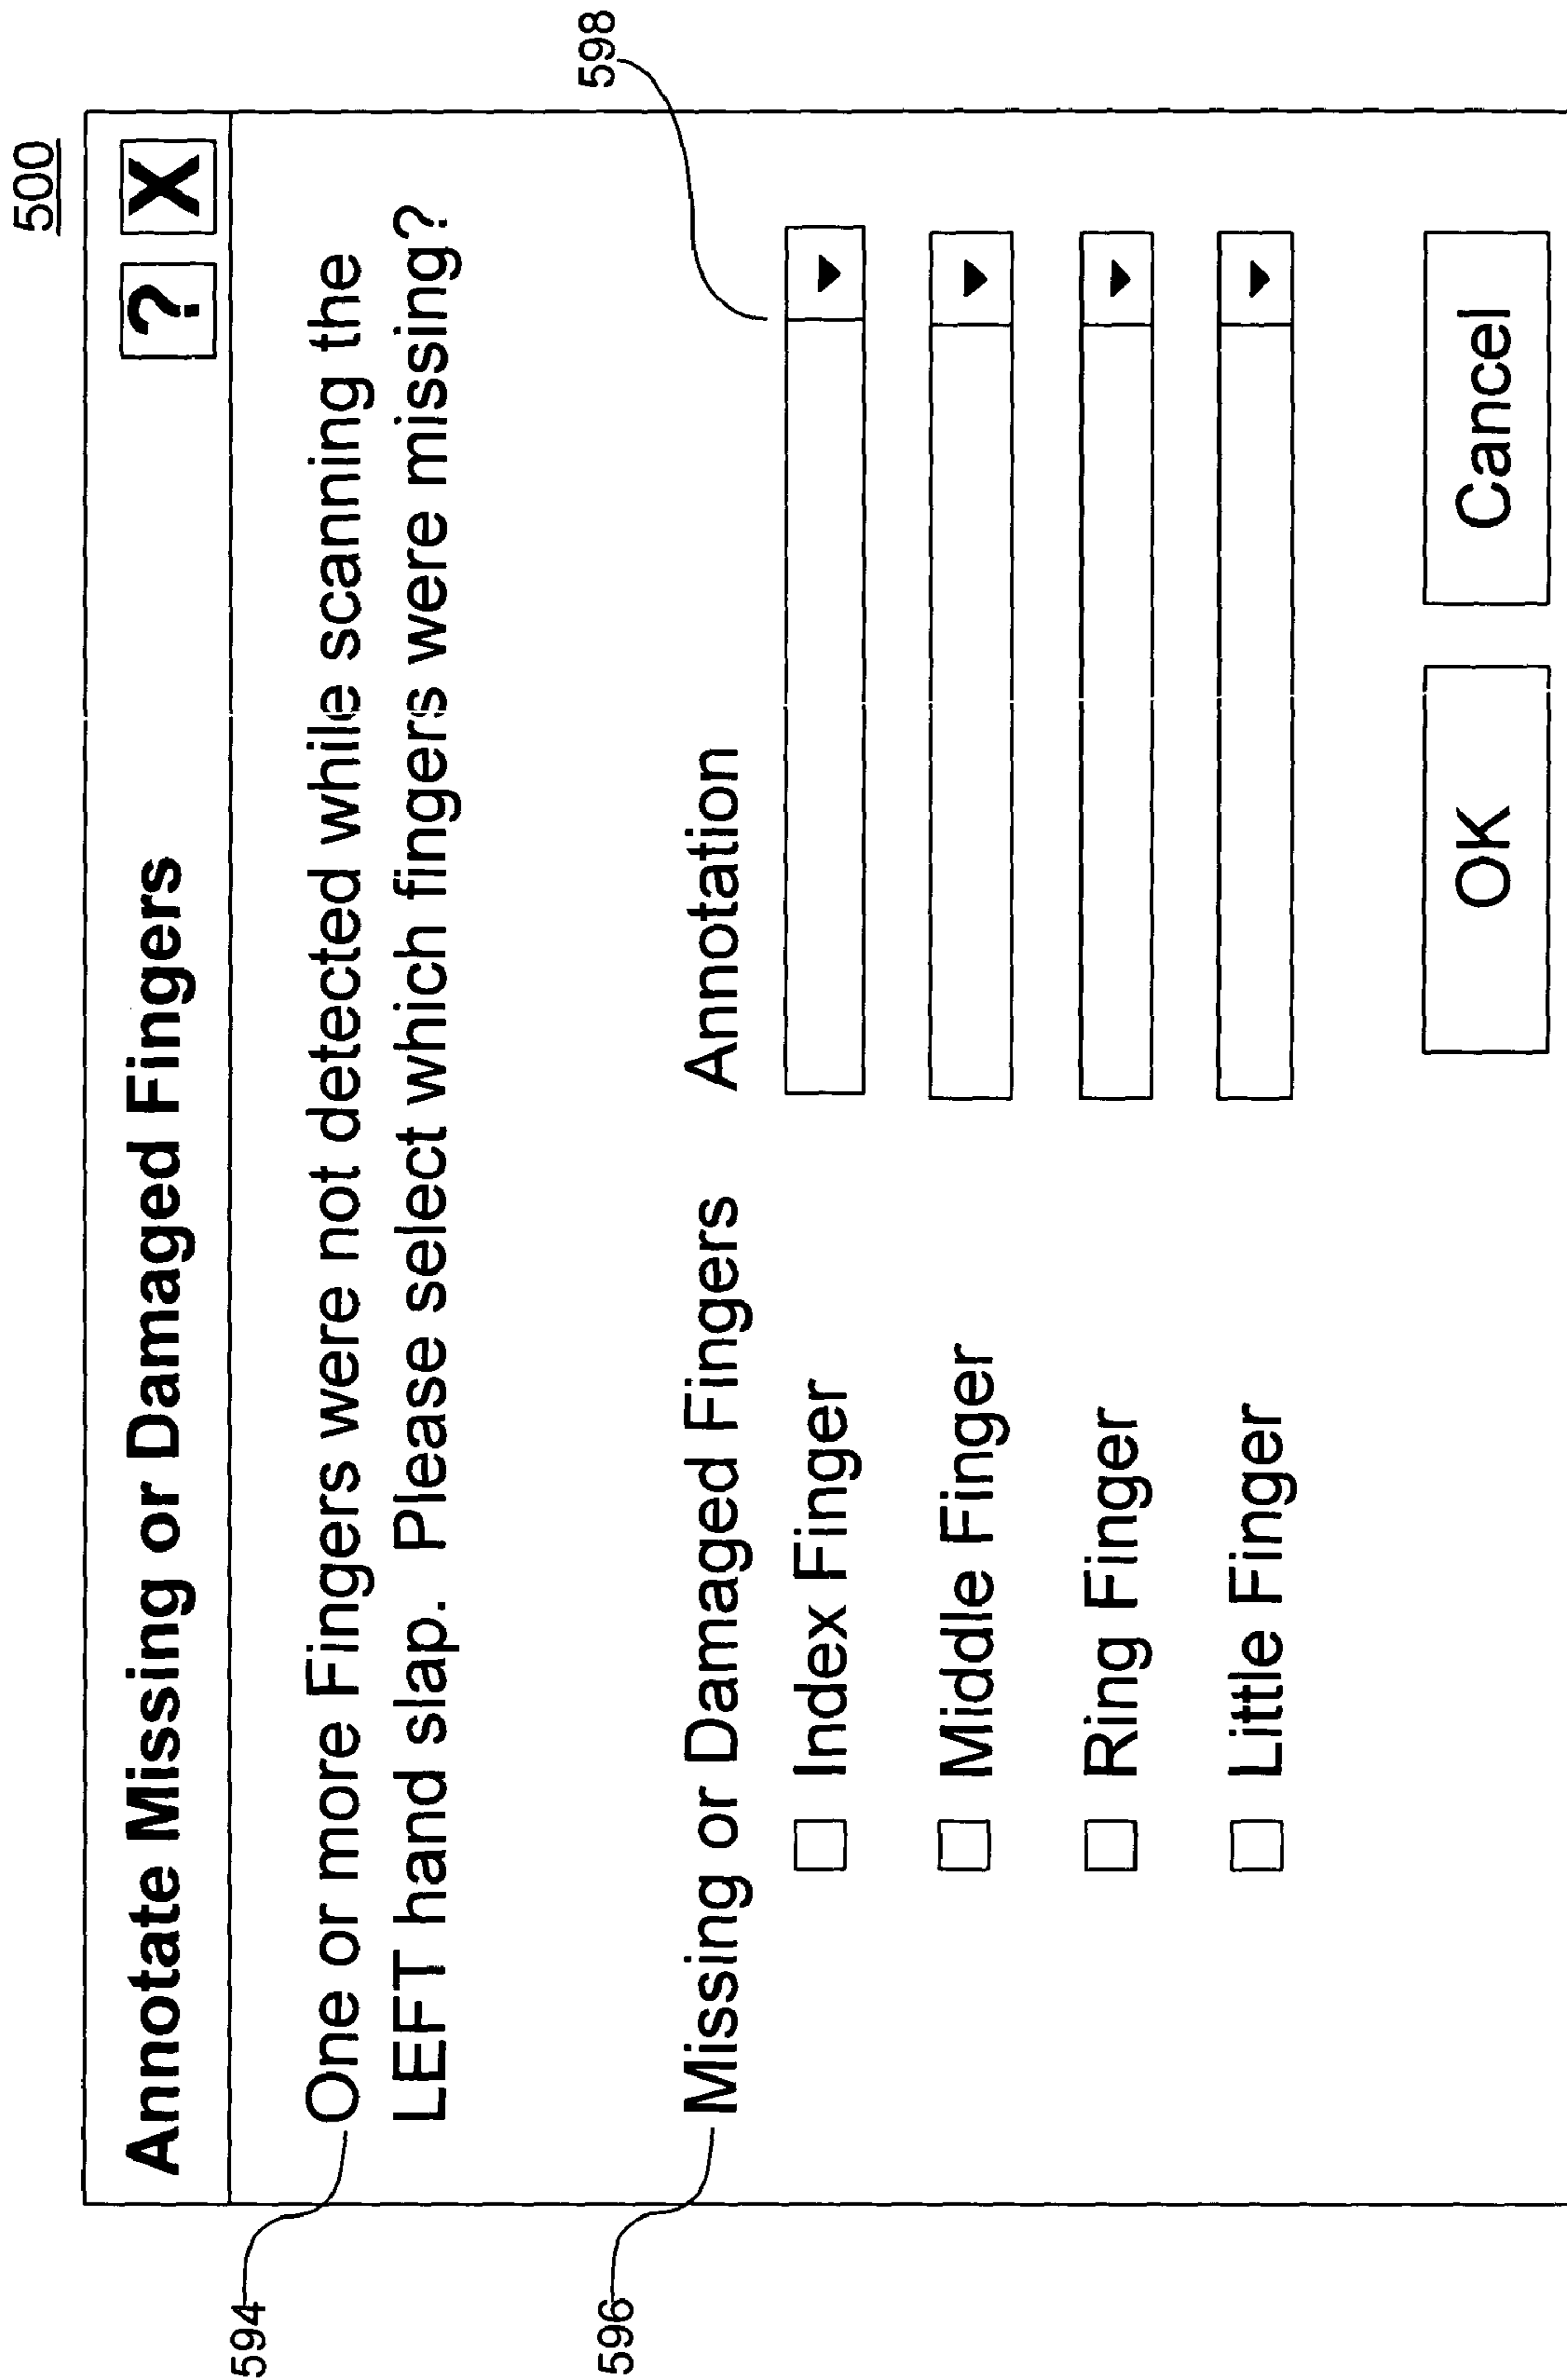 500
Annotate Missing or Damaged Fingers ? X
594
One or more Fingers were not detected while scanning the
LEFT hand slap. Please select which fingers were missing?
598
596
Missing or Damaged Fingers Annotation
Index Finger
Middle Finger
Ring Finger
Little Finger
OK Cancel